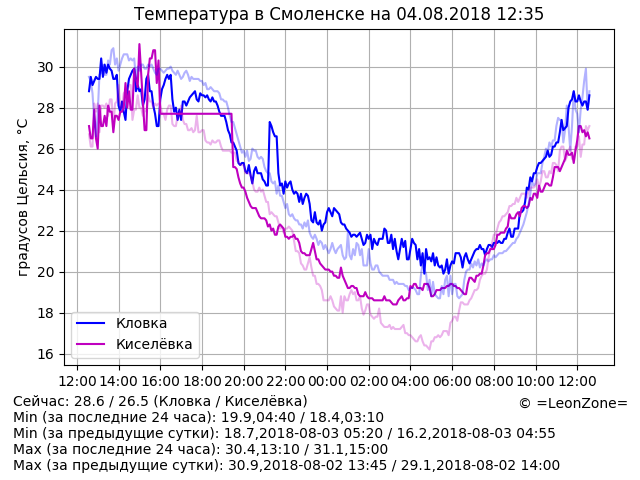 Температура в Смоленске на 04.08.2018 12:35
градусов Цельсия, °C
30
28
26
24
22
20
18
16
Кловка
Киселёвка
12:00 14:00 16:00 18:00 20:00 22:00 00:00 02:00 04:00 06:00 08:00 10:00 12:00
Сейчас: 28.6 / 26.5 (Кловка / Киселёвка)
© =LeonZone=
Min (за последние 24 часа): 19.9,04:40 / 18.4,03:10
Min (за предыдущие сутки): 18.7,2018-08-03 05:20 / 16.2,2018-08-03 04:55
Max (за последние 24 часа): 30.4,13:10 / 31.1,15:00
Max (за предыдущие сутки): 30.9,2018-08-02 13:45 / 29.1,2018-08-02 14:00